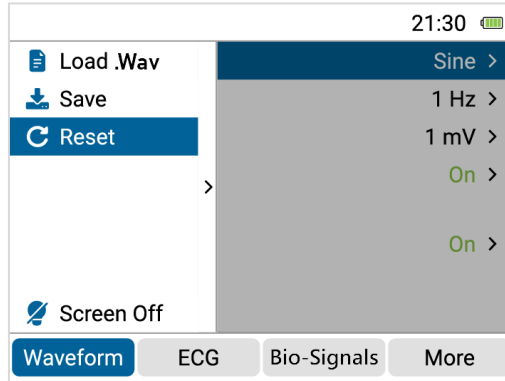 21:30
Load .Wav
Sine >
Save
1 Hz >
Reset
1 mV >
On >
>
On >
Screen Off
Waveform ECG Bio-Signals More